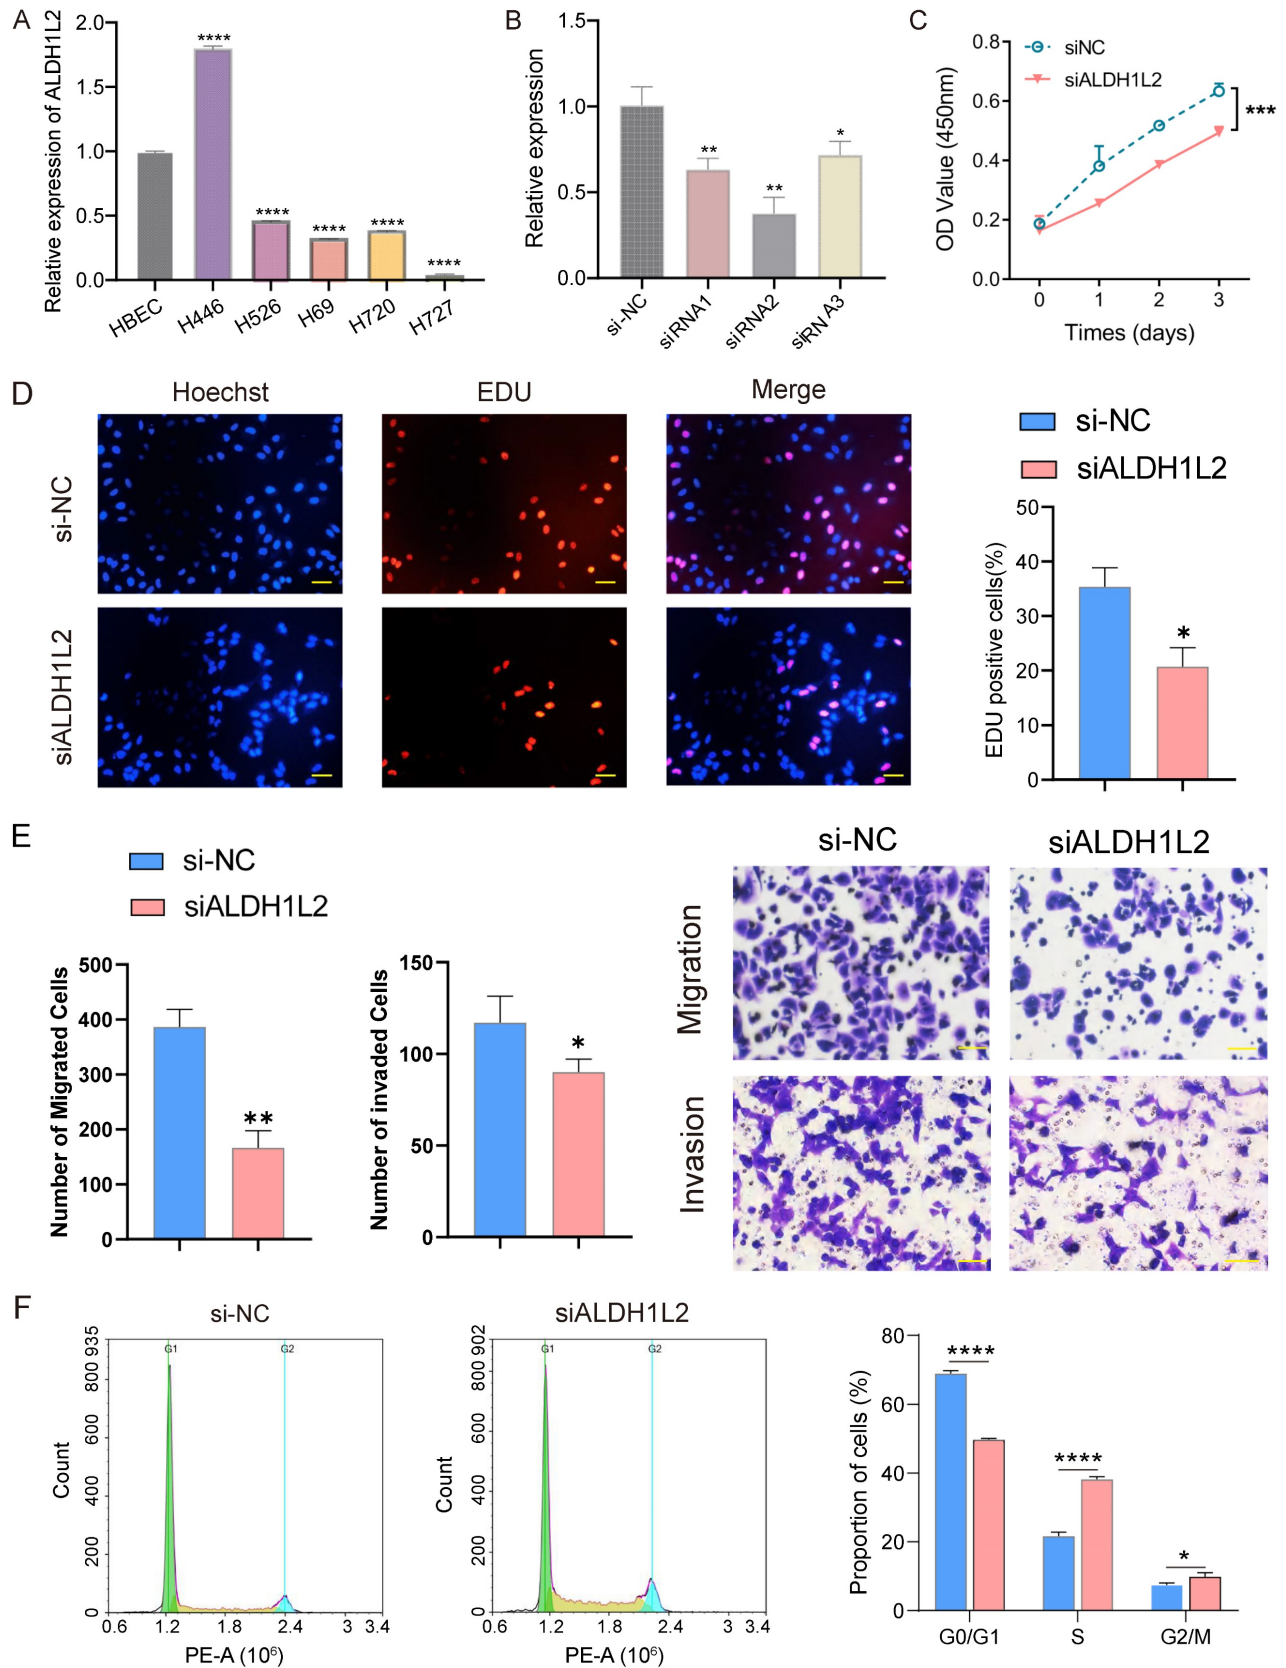 A
Relative expression of ALDH1L2
2.0
1.5
1.0
0.5
0.0
****
****
****
****
****
HBEC
H446
H526
H69
H720
H727
B
Relative expression
1.5
1.0
0.5
0.0
**
**
*
si-NC
siRNA1
siRNA2
siRNA3
C
OD Value (450nm)
0.8
0.6
0.4
0.2
0.0
siNC
siALDH1L2
***
0 1 2 3
Times (days)
D
Hoechst
EDU
Merge
si-NC
siALDH1L2
si-NC
siALDH1L2
EDU positive cells(%)
50
40
30
20
10
0
*
E
si-NC
siALDH1L2
Number of Migrated Cells
500
400
300
200
100
0
**
Number of invaded Cells
150
100
50
0
*
si-NC
siALDH1L2
Migration
Invasion
F
si-NC
Count
935
800
600
400
200
0
G1
G2
0.6 1.2 1.8 2.4 3 3.4
PE-A (10⁶)
siALDH1L2
Count
902
800
600
400
200
0
G1
G2
0.6 1.2 1.8 2.4 3 3.4
PE-A (10⁶)
Proportion of cells (%)
80
60
40
20
0
****
****
*
G0/G1
S
G2/M